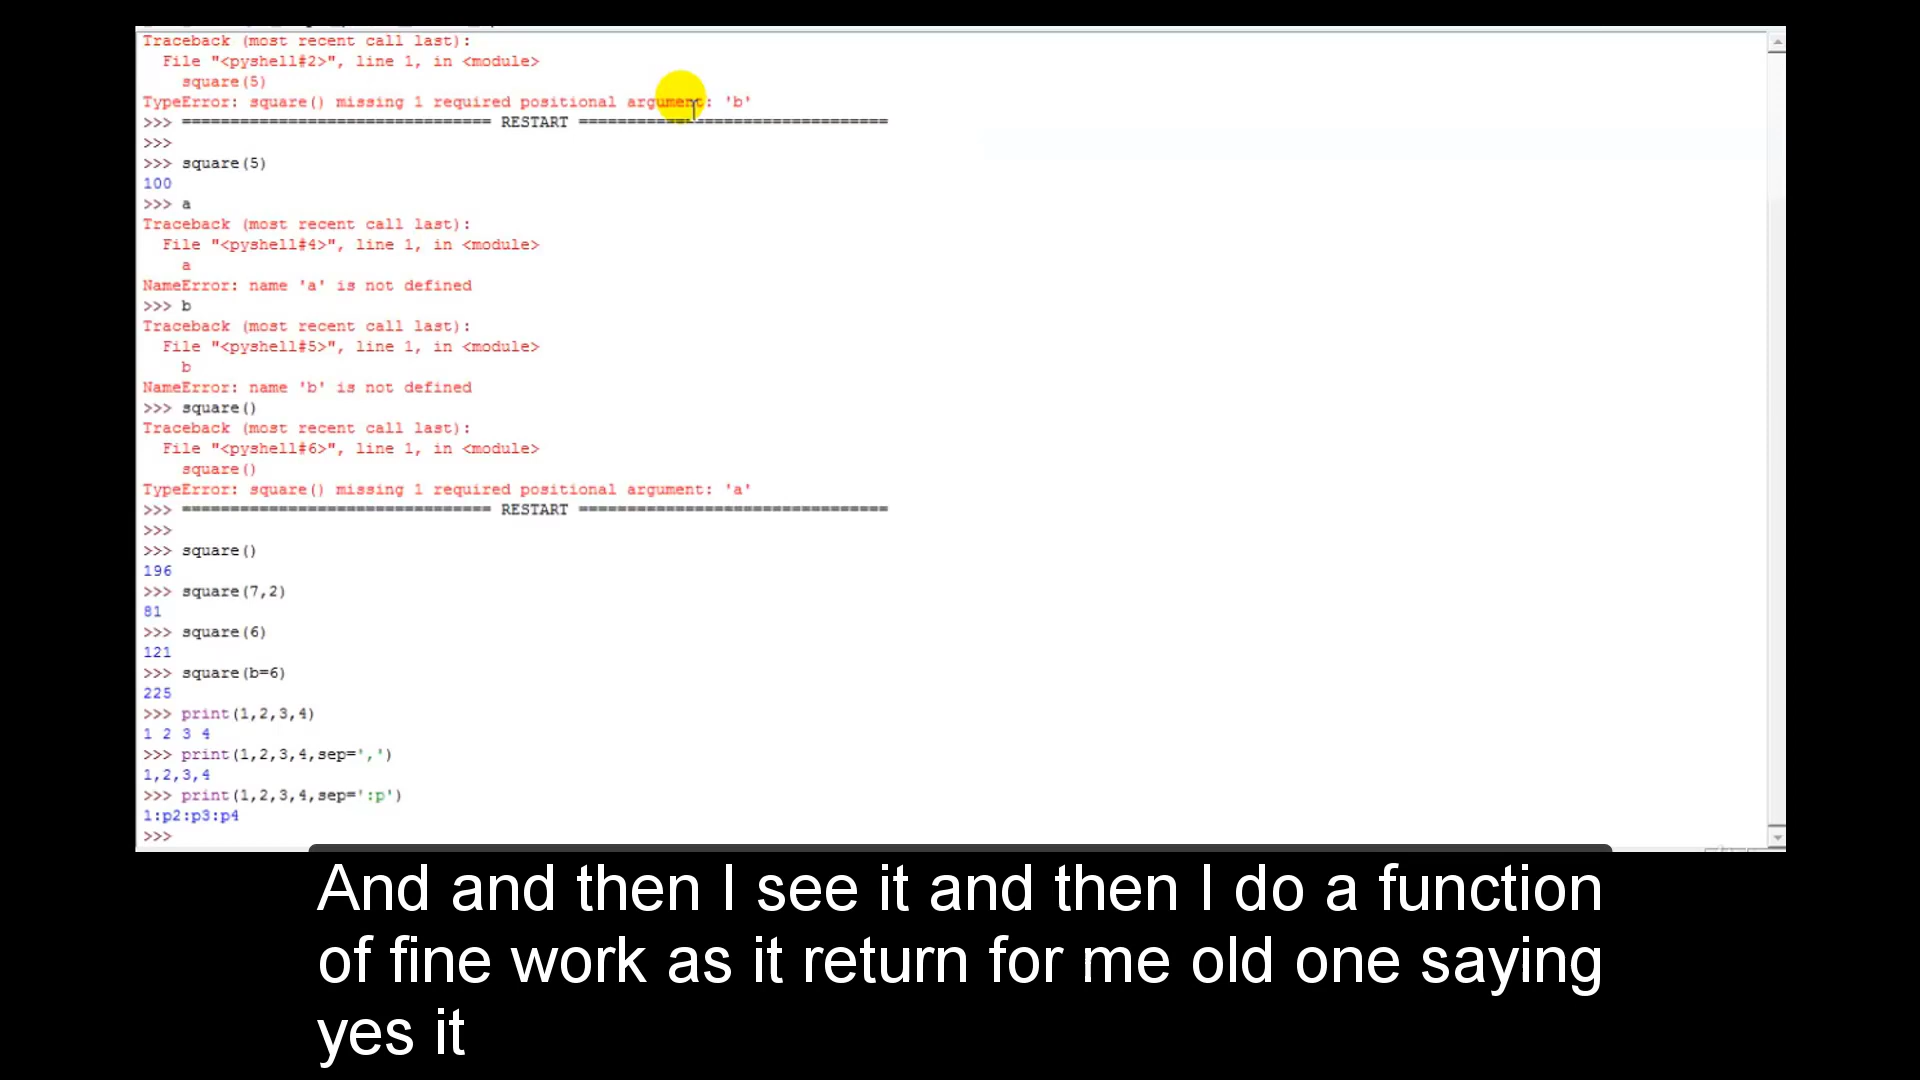 Traceback (most recent call last):
File "<pyshell#2>", line 1, in <module>
square(5)
TypeError: square() missing 1 required positional argument: 'b'
>>> ================================ RESTART ================================
>>>
>>> square(5)
100
>>> a
Traceback (most recent call last):
File "<pyshell#4>", line 1, in <module>
a
NameError: name 'a' is not defined
>>> b
Traceback (most recent call last):
File "<pyshell#5>", line 1, in <module>
b
NameError: name 'b' is not defined
>>> square()
Traceback (most recent call last):
File "<pyshell#6>", line 1, in <module>
square()
TypeError: square() missing 1 required positional argument: 'a'
>>> ================================ RESTART ================================
>>>
>>> square()
196
>>> square(7,2)
81
>>> square(6)
121
>>> square(b=6)
225
>>> print(1,2,3,4)
1 2 3 4
>>> print(1,2,3,4,sep=',')
1,2,3,4
>>> print(1,2,3,4,sep=':p')
1:p2:p3:p4
>>>
And and then I see it and then I do a function
of fine work as it return for me old one saying
yes it